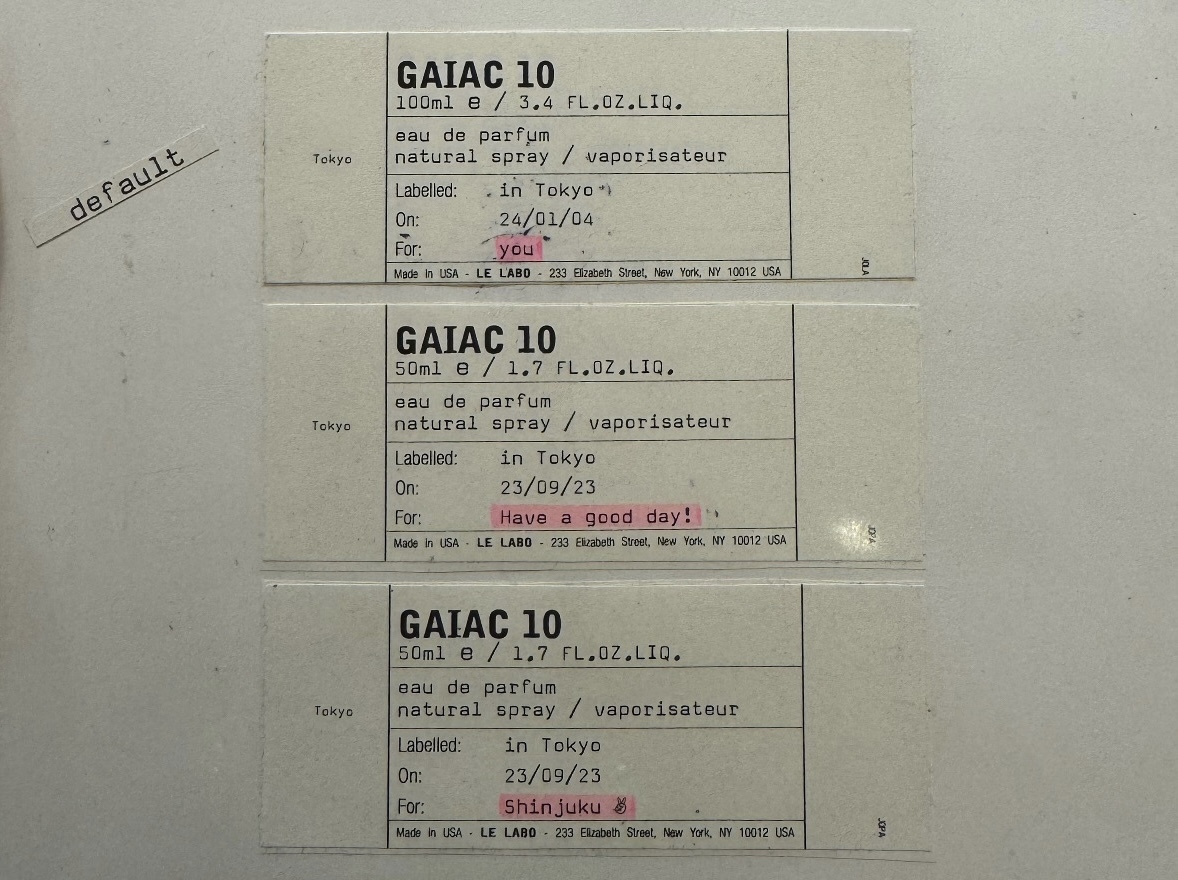 default
GAIAC 10
100ml e / 3.4 FL.OZ.LIQ.
eau de parfum
natural spray / vaporisateur
Tokyo
Labelled: in Tokyo
On: 24/01/04
For: you
Made in USA - LE LABO - 233 Elizabeth Street, New York, NY 10012 USA
GAIAC 10
50ml e / 1.7 FL.OZ.LIQ.
eau de parfum
natural spray / vaporisateur
Tokyo
Labelled: in Tokyo
On: 23/09/23
For: Have a good day!
Made in USA - LE LABO - 233 Elizabeth Street, New York, NY 10012 USA
GAIAC 10
50ml e / 1.7 FL.OZ.LIQ.
eau de parfum
natural spray / vaporisateur
Tokyo
Labelled: in Tokyo
On: 23/09/23
For: Shinjuku ✌
Made in USA - LE LABO - 233 Elizabeth Street, New York, NY 10012 USA